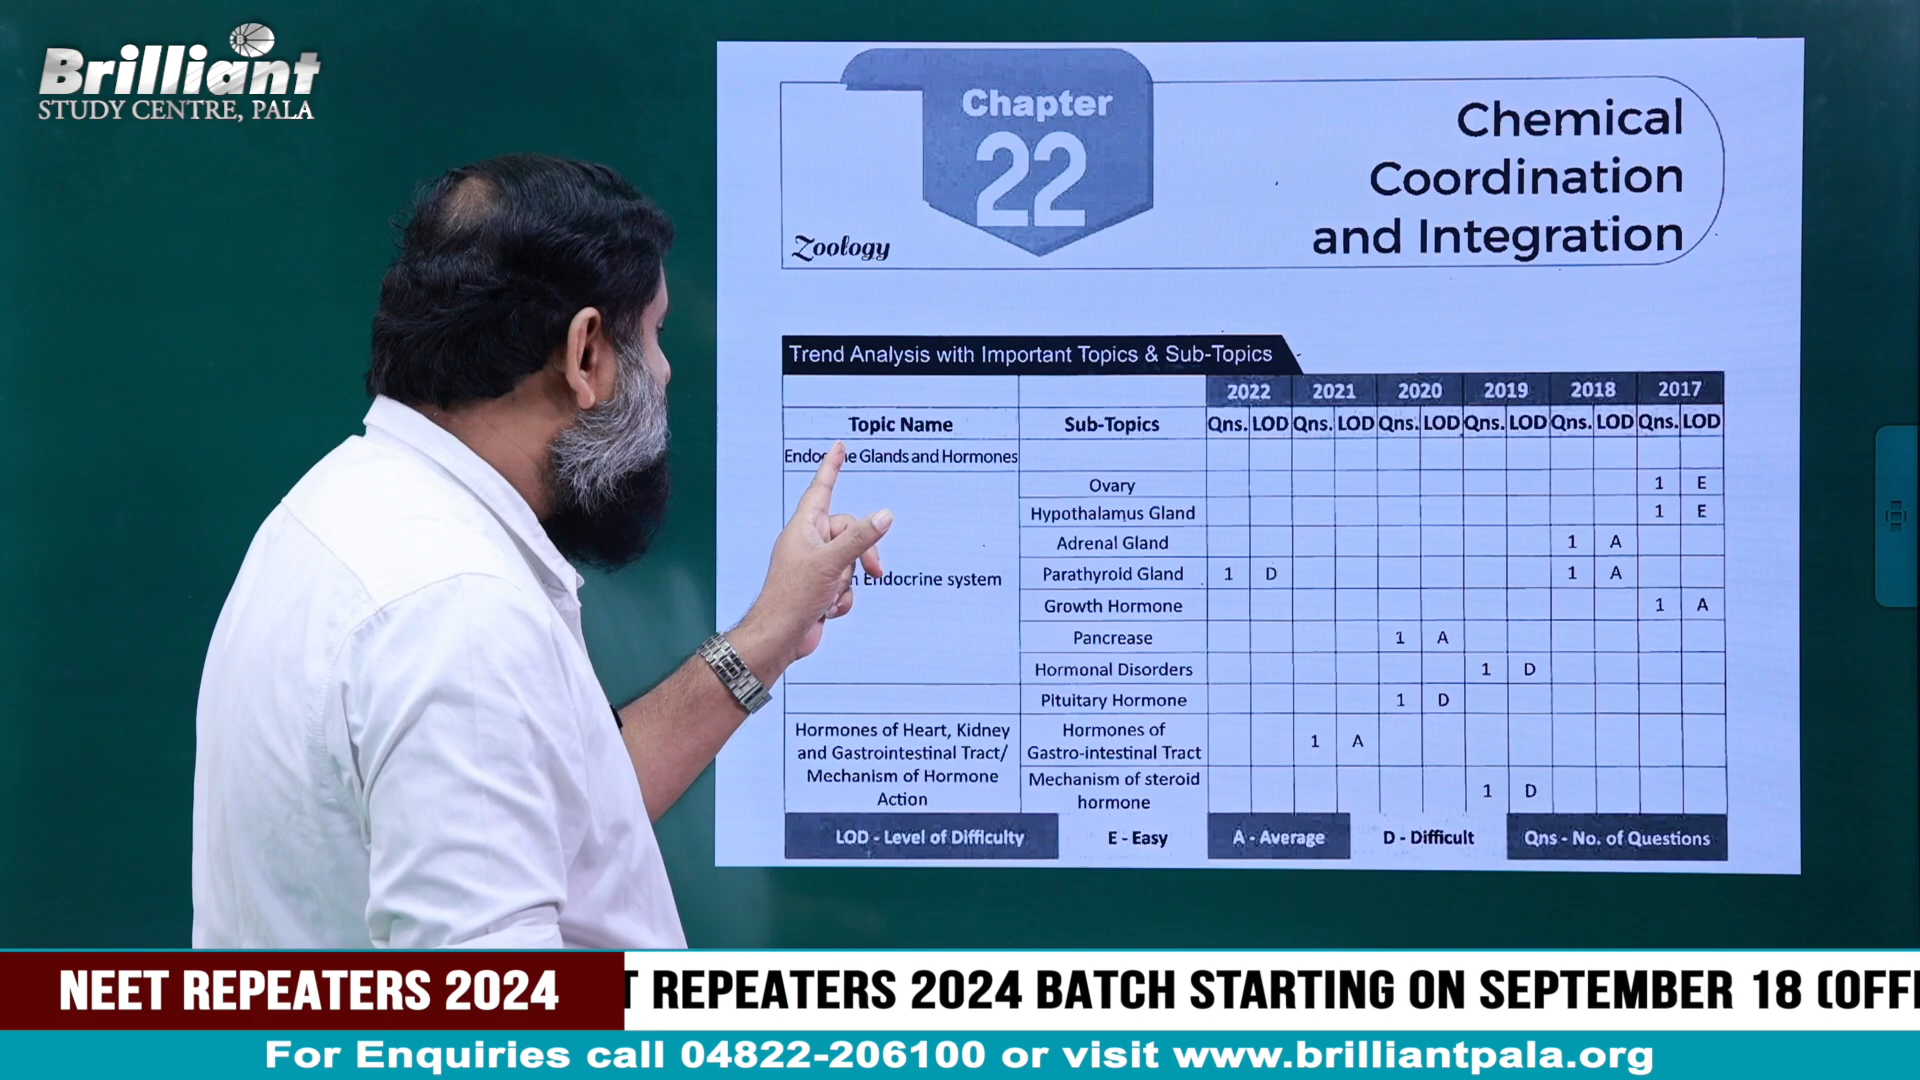 Brilliant
STUDY CENTRE, PALA
Chapter
22
Zoology
Chemical
Coordination
and Integration
Trend Analysis with Important Topics & Sub-Topics
2022 2021 2020 2019 2018 2017
Topic Name Sub-Topics Qns. LOD Qns. LOD Qns. LOD Qns. LOD Qns. LOD Qns. LOD
Glands and Hormones
Ovary 1 E
Hypothalamus Gland 1 E
Adrenal Gland 1 A
Endocrine system
Parathyroid Gland 1 D 1 A
Growth Hormone 1 A
Pancrease 1 A
Hormonal Disorders 1 D
Pituitary Hormone 1 D
Hormones of Heart, Kidney
and Gastrointestinal Tract/
Mechanism of Hormone
Action
Hormones of
Gastro-intestinal Tract 1 A
Mechanism of steroid
hormone 1 D
LOD - Level of Difficulty E - Easy A - Average D - Difficult Qns - No. of Questions
NEET REPEATERS 2024
REPEATERS 2024 BATCH STARTING ON SEPTEMBER 18
For Enquiries call 04822-206100 or visit www.brilliantpala.org